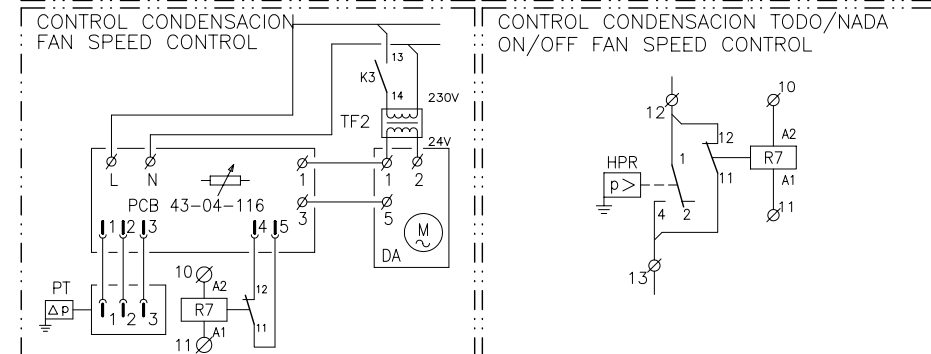 CONTROL CONDENSACION
FAN SPEED CONTROL
13
K3
14
230V
TF2
24V
L N 1 1 2
PCB 43-04-116
3 5
M
DA
1 2 3 4 5
PT
Δp
1 2 3
10
A2
R7
A1
11
12
11
CONTROL CONDENSACION TODO/NADA
ON/OFF FAN SPEED CONTROL
12
10
12
A2
1
R7
HPR
11
A1
p>
4 2
11
13